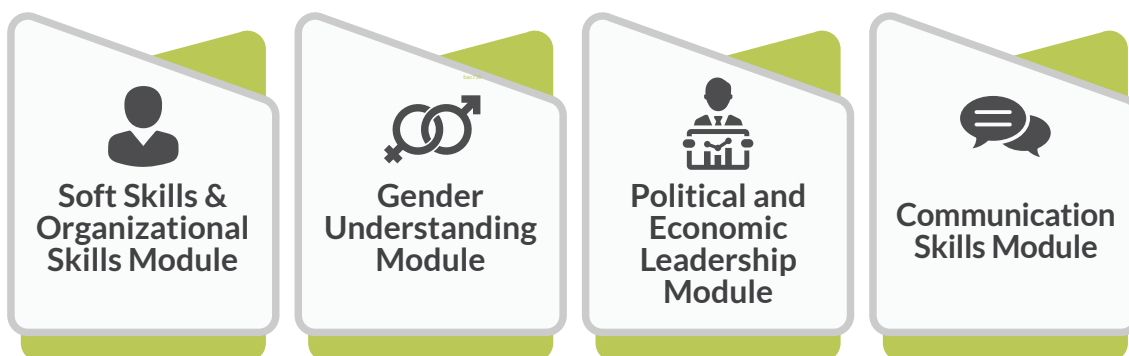 Soft Skills &
Organizational
Skills Module
Gender
Understanding
Module
Political and
Economic
Leadership
Module
Communication
Skills Module